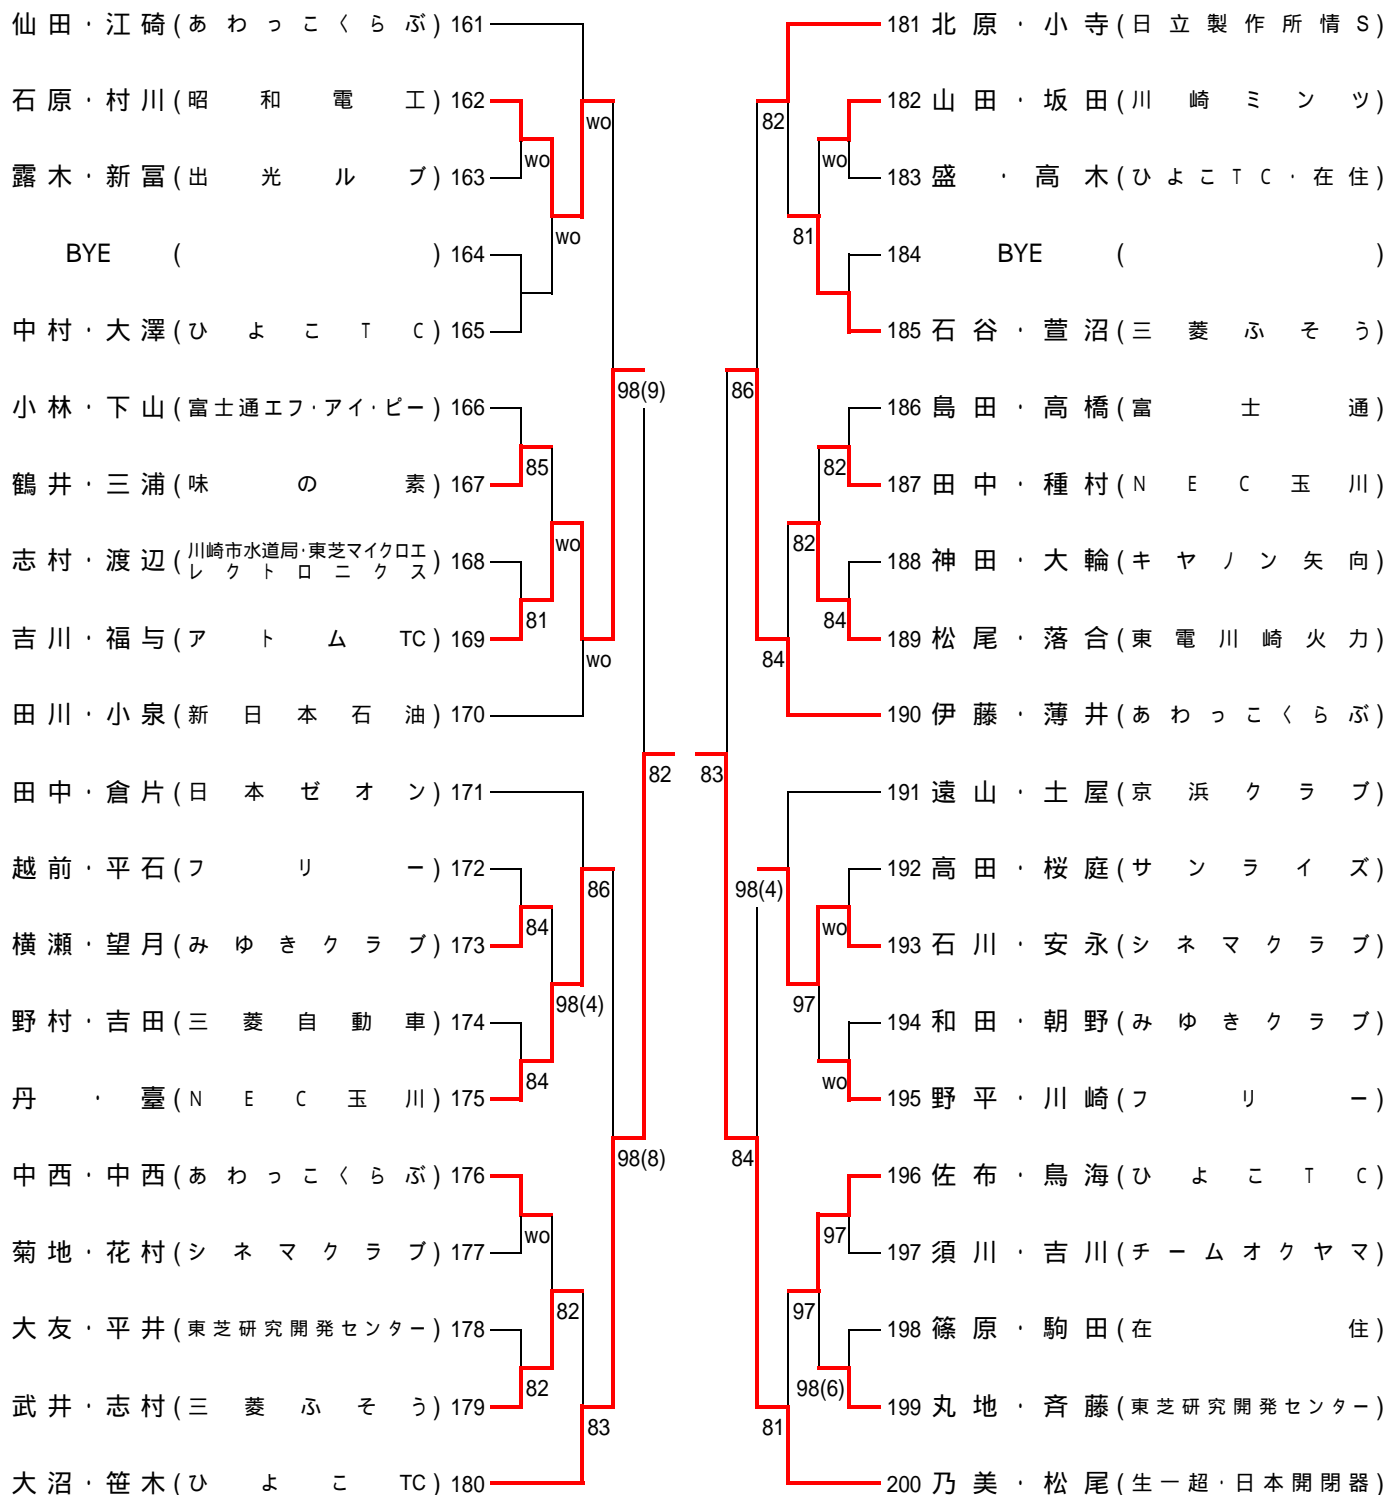 仙田・江碕(あわっこくらぶ) 161
石原・村川(昭和電工) 162
wo
露木・新冨(出光ルブ) 163
wo
wo
BYE ( ) 164
中村・大澤(ひよこTC) 165
98(9)
小林・下山(富士通エフ・アイ・ピー) 166
85
鶴井・三浦(味の素) 167
wo
志村・渡辺(川崎市水道局・東芝マイクロエレクトロニクス) 168
81
吉川・福与(アトムTC) 169
wo
田川・小泉(新日本石油) 170
82
田中・倉片(日本ゼオン) 171
越前・平石(フリー) 172
86
84
横瀬・望月(みゆきクラブ) 173
98(4)
野村・吉田(三菱自動車) 174
84
丹・臺(NEC玉川) 175
98(8)
中西・中西(あわっこくらぶ) 176
wo
菊地・花村(シネマクラブ) 177
82
大友・平井(東芝研究開発センター) 178
82
武井・志村(三菱ふそう) 179
83
大沼・笹木(ひよこTC) 180
181 北原・小寺(日立製作所情S)
182 山田・坂田(川崎ミンツ)
82
wo
183 盛・高木(ひよこTC・在住)
81
184 BYE ( )
185 石谷・萱沼(三菱ふそう)
86
186 島田・高橋(富士通)
82
187 田中・種村(NEC玉川)
82
188 神田・大輪(キヤノン矢向)
84
189 松尾・落合(東電川崎火力)
84
190 伊藤・薄井(あわっこくらぶ)
83
191 遠山・土屋(京浜クラブ)
192 高田・桜庭(サンライズ)
98(4)
wo
193 石川・安永(シネマクラブ)
97
194 和田・朝野(みゆきクラブ)
wo
195 野平・川崎(フリー)
84
196 佐布・鳥海(ひよこTC)
97
197 須川・吉川(チームオクヤマ)
97
198 篠原・駒田(在住)
98(6)
199 丸地・斉藤(東芝研究開発センター)
81
200 乃美・松尾(生一超・日本開閉器)